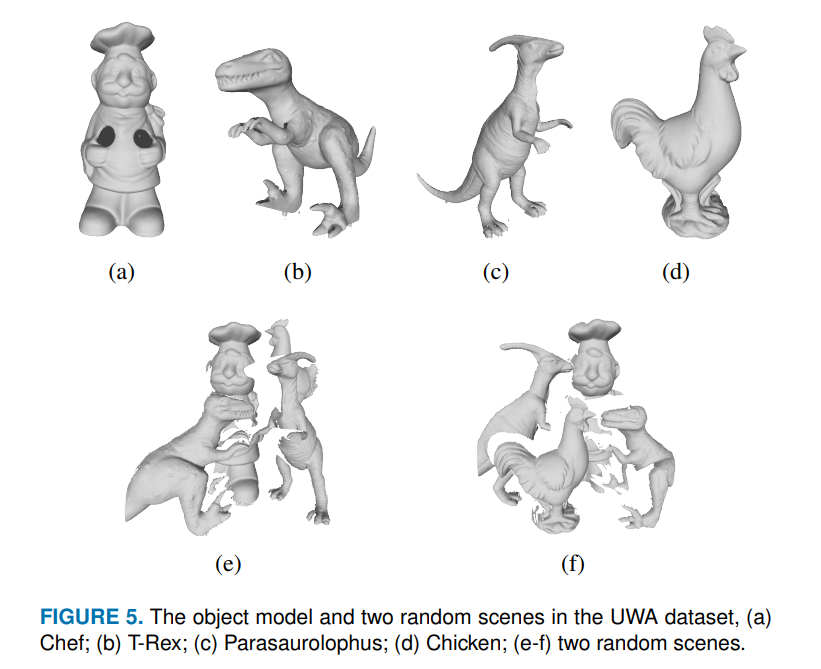 (a)
(b)
(c)
(d)
(e)
(f)
FIGURE 5. The object model and two random scenes in the UWA dataset, (a)
Chef; (b) T-Rex; (c) Parasaurolophus; (d) Chicken; (e-f) two random scenes.